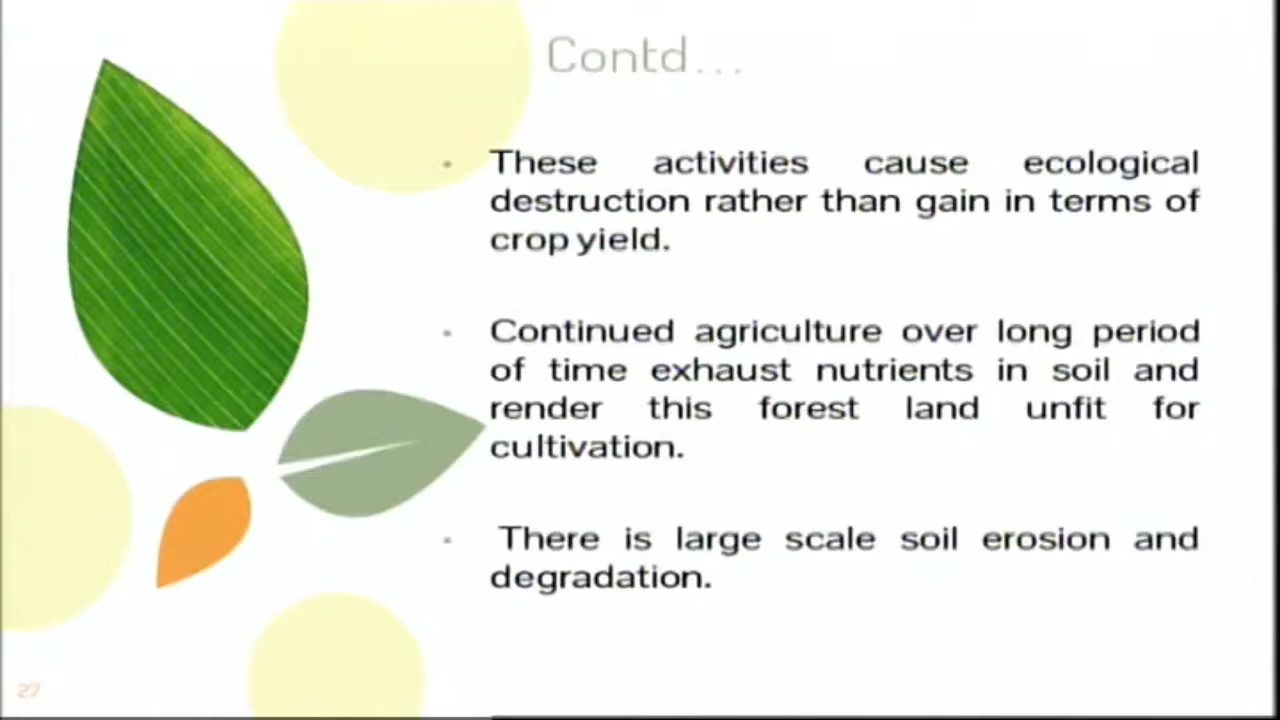 Contd...
These activities cause ecological
destruction rather than gain in terms of
crop yield.
Continued agriculture over long period
of time exhaust nutrients in soil and
render this forest land unfit for
cultivation.
There is large scale soil erosion and
degradation.
27